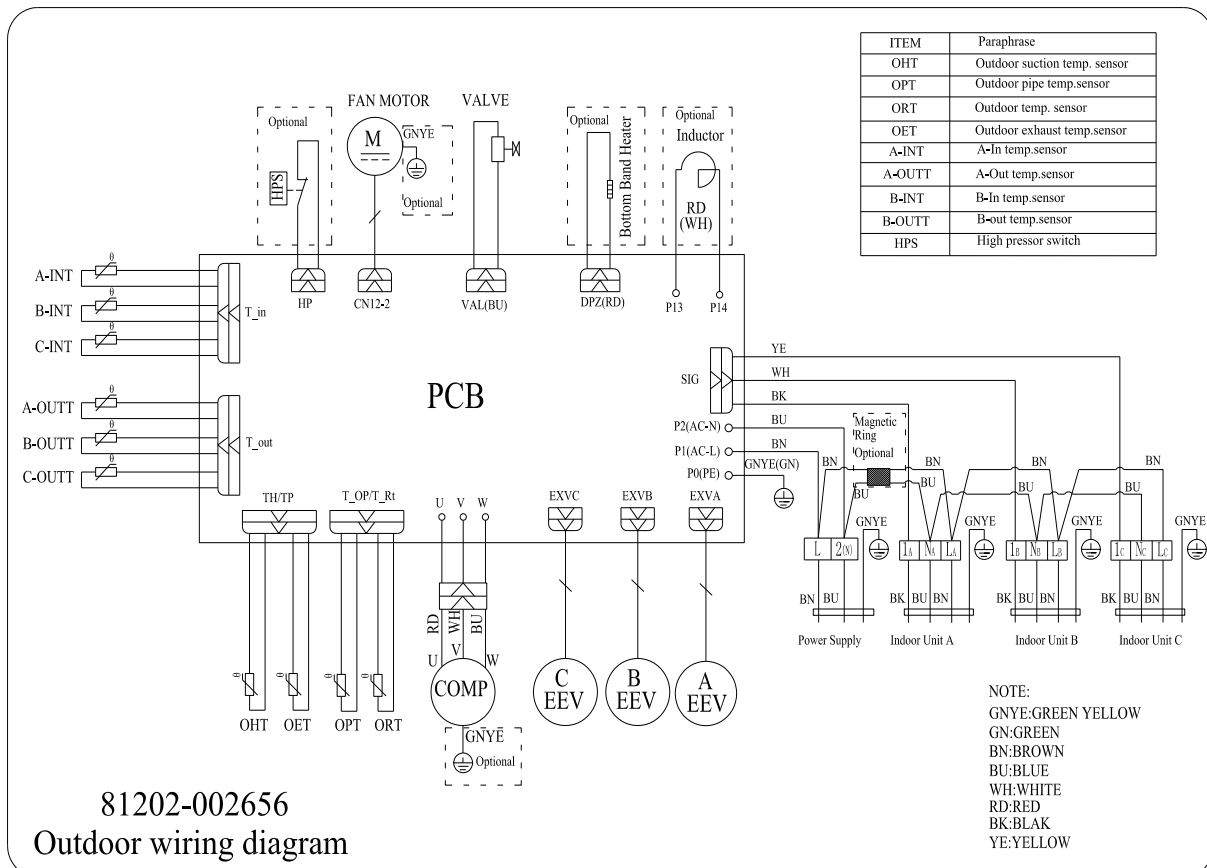 ITEM Paraphrase
OHT Outdoor suction temp. sensor
OPT Outdoor pipe temp.sensor
ORT Outdoor temp. sensor
OET Outdoor exhaust temp.sensor
A-INT A-In temp.sensor
A-OUTT A-Out temp.sensor
B-INT B-In temp.sensor
B-OUTT B-out temp.sensor
HPS High pressor switch
FAN MOTOR VALVE
Optional
HPS
M
GNYE
Optional
Optional
Bottom Band Heater
Optional
Inductor
RD
(WH)
HP CN12-2 VAL(BU) DPZ(RD) P13 P14
A-INT θ
B-INT θ
C-INT θ
T_in
A-OUTT θ
B-OUTT θ
C-OUTT θ
T_out
PCB
SIG
YE
WH
BK
P2(AC-N) BU
P1(AC-L) BN
P0(PE) GNYE(GN)
Magnetic
Ring
Optional
BN BN BN BN
BU BU BU BU
GNYE GNYE GNYE GNYE
L 2(N) 1A NA LA 1B NB LB 1C NC LC
BN BU BK BU BN BK BU BN BK BU BN
Power Supply Indoor Unit A Indoor Unit B Indoor Unit C
TH/TP T_OP/T_Rt U V W EXVC EXVB EXVA
RD WH BU
U V W
θ θ θ θ
OHT OET OPT ORT
COMP
GNYE
Optional
C
EEV
B
EEV
A
EEV
NOTE:
GNYE:GREEN YELLOW
GN:GREEN
BN:BROWN
BU:BLUE
WH:WHITE
RD:RED
BK:BLAK
YE:YELLOW
81202-002656
Outdoor wiring diagram